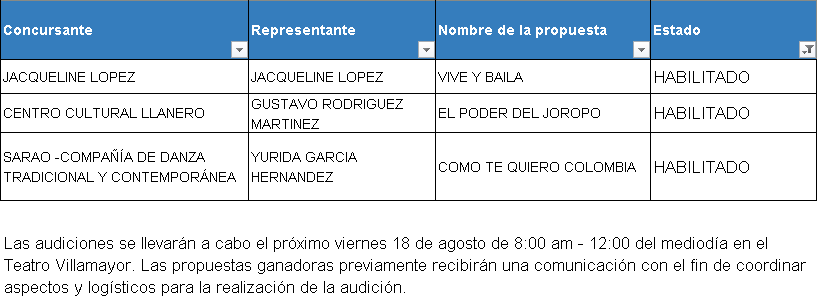 Concursante Representante Nombre de la propuesta Estado
JACQUELINE LOPEZ JACQUELINE LOPEZ VIVE Y BAILA HABILITADO
CENTRO CULTURAL LLANERO GUSTAVO RODRIGUEZ EL PODER DEL JOROPO HABILITADO
MARTINEZ
SARAO -COMPAÑÍA DE DANZA YURIDA GARCIA COMO TE QUIERO COLOMBIA HABILITADO
TRADICIONAL Y CONTEMPORÁNEA HERNANDEZ
Las audiciones se llevarán a cabo el próximo viernes 18 de agosto de 8:00 am - 12:00 del mediodía en el
Teatro Villamayor. Las propuestas ganadoras previamente recibirán una comunicación con el fin de coordinar
aspectos y logísticos para la realización de la audición.